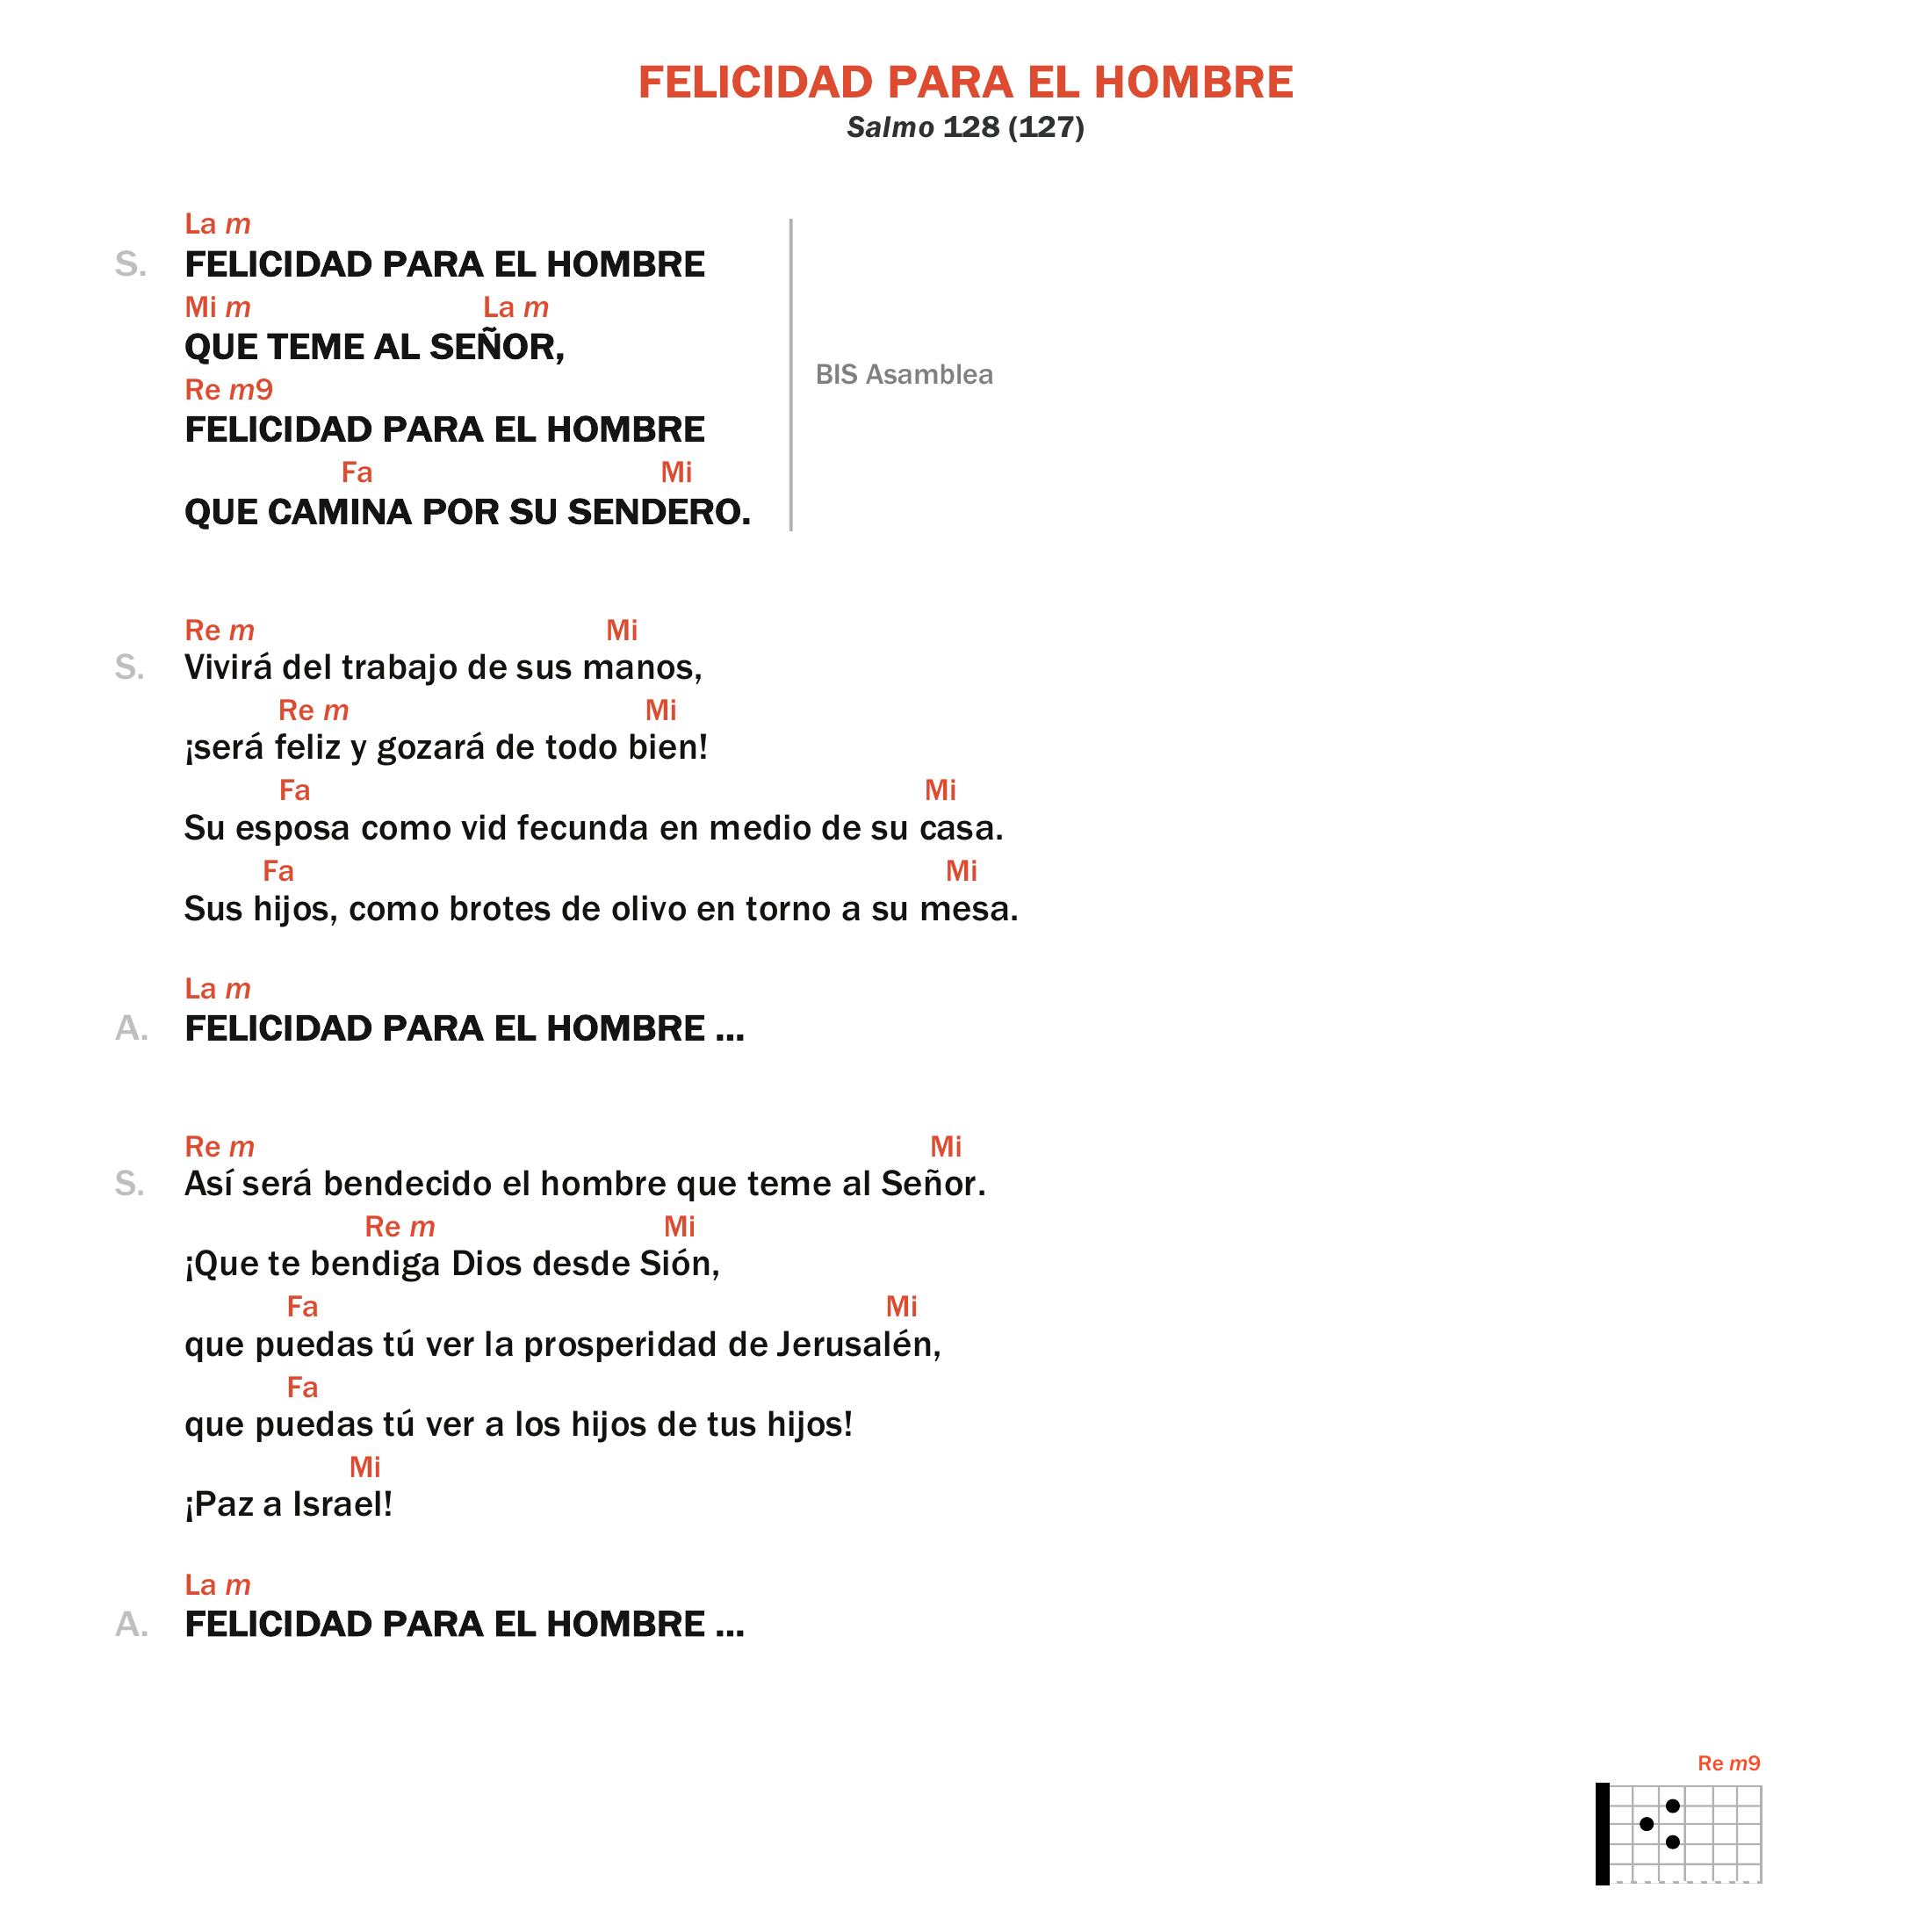 FELICIDAD PARA EL HOMBRE
Salmo 128 (127)
La m
S. FELICIDAD PARA EL HOMBRE
Mi m La m
QUE TEME AL SEÑOR,
Re m9
FELICIDAD PARA EL HOMBRE
Fa Mi
QUE CAMINA POR SU SENDERO.
BIS Asamblea
Re m Mi
S. Vivirá del trabajo de sus manos,
Re m Mi
¡será feliz y gozará de todo bien!
Fa Mi
Su esposa como vid fecunda en medio de su casa.
Fa Mi
Sus hijos, como brotes de olivo en torno a su mesa.
La m
A. FELICIDAD PARA EL HOMBRE ...
Re m Mi
S. Así será bendecido el hombre que teme al Señor.
Re m Mi
¡Que te bendiga Dios desde Sión,
Fa Mi
que puedas tú ver la prosperidad de Jerusalén,
Fa
que puedas tú ver a los hijos de tus hijos!
Mi
¡Paz a Israel!
La m
A. FELICIDAD PARA EL HOMBRE ...
Re m9